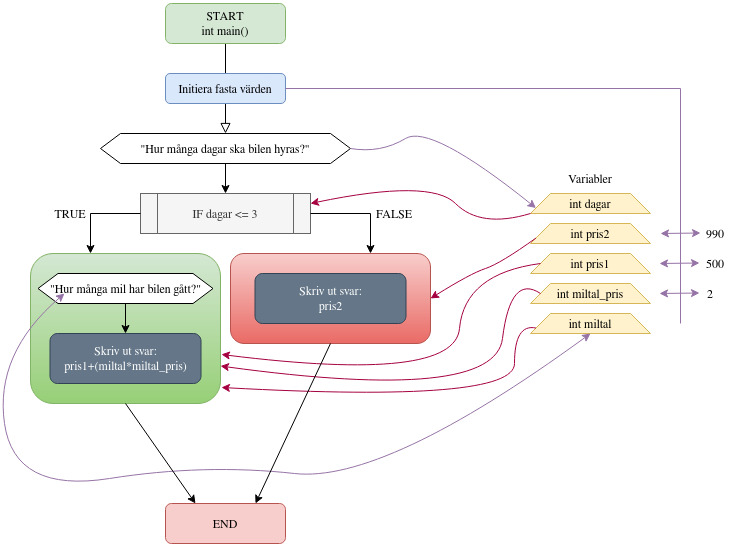 START
int main()
Initiera fasta värden
"Hur många dagar ska bilen hyras?"
Variabler
int dagar
IF dagar <= 3
TRUE
FALSE
int pris2
990
int pris1
500
int miltal_pris
2
int miltal
"Hur många mil har bilen gått?"
Skriv ut svar:
pris2
Skriv ut svar:
pris1+(miltal*miltal_pris)
END